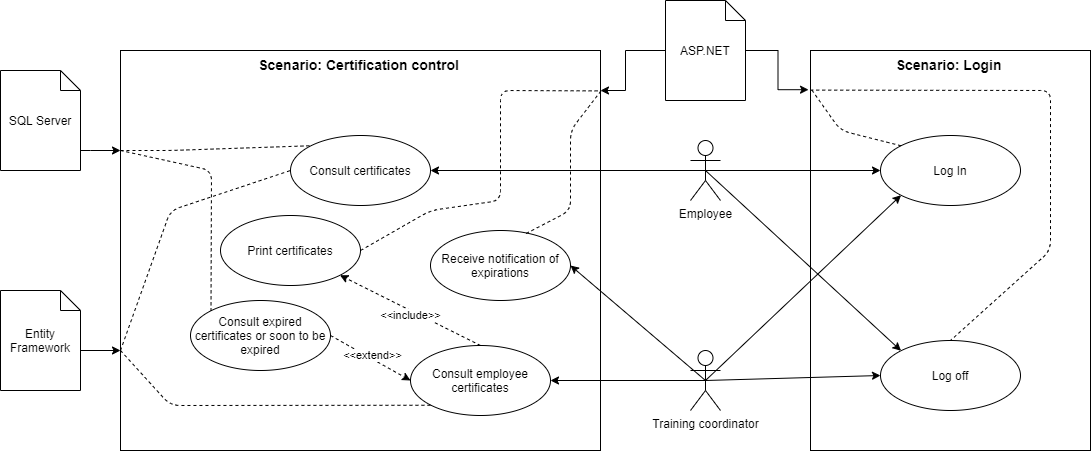 ASP.NET
Scenario: Certification control
Scenario: Login
SQL Server
Consult certificates
Log In
Employee
Print certificates
Receive notification of
expirations
<<include>>
Entity
Framework
Consult expired
certificates or soon to be
expired
<<extend>>
Consult employee
certificates
Log off
Training coordinator